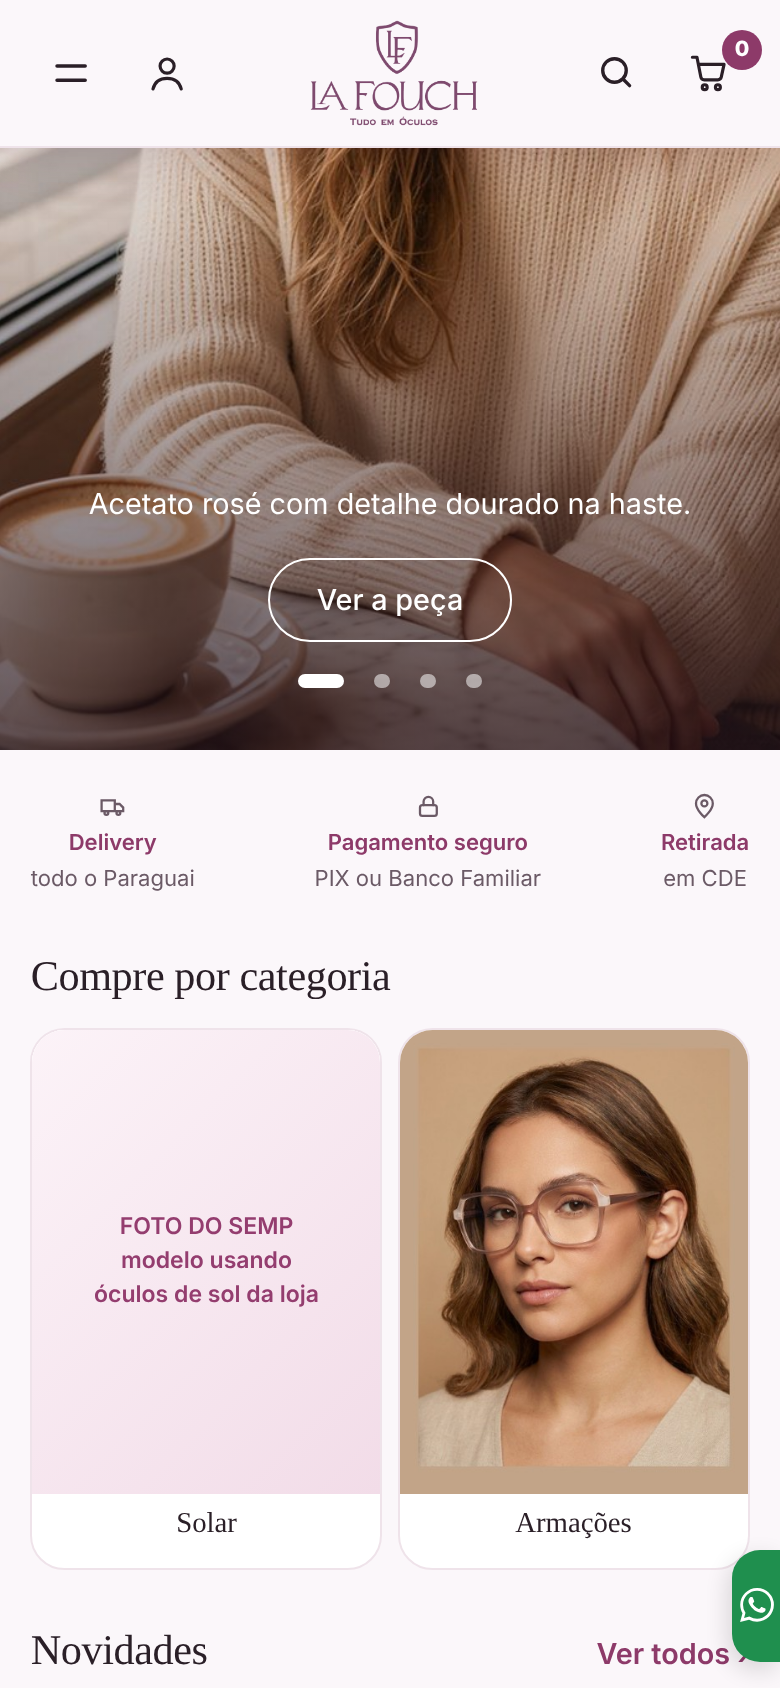 LF
LA FOUCH
TUDO EM ÓCULOS
0
Acetato rosé com detalhe dourado na haste.
Ver a peça
Delivery
todo o Paraguai
Pagamento seguro
PIX ou Banco Familiar
Retirada
em CDE
Compre por categoria
FOTO DO SEMP
modelo usando
óculos de sol da loja
Solar
Armações
Novidades
Ver todos